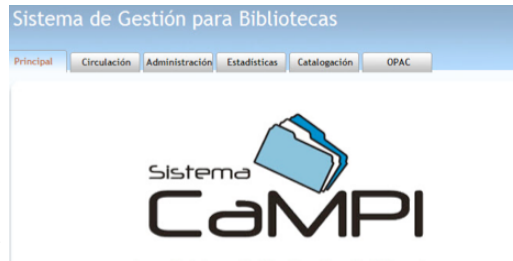 Sistema de Gestión para Bibliotecas
Principal Circulación Administración Estadísticas Catalogación OPAC
Sistema
CaMPI